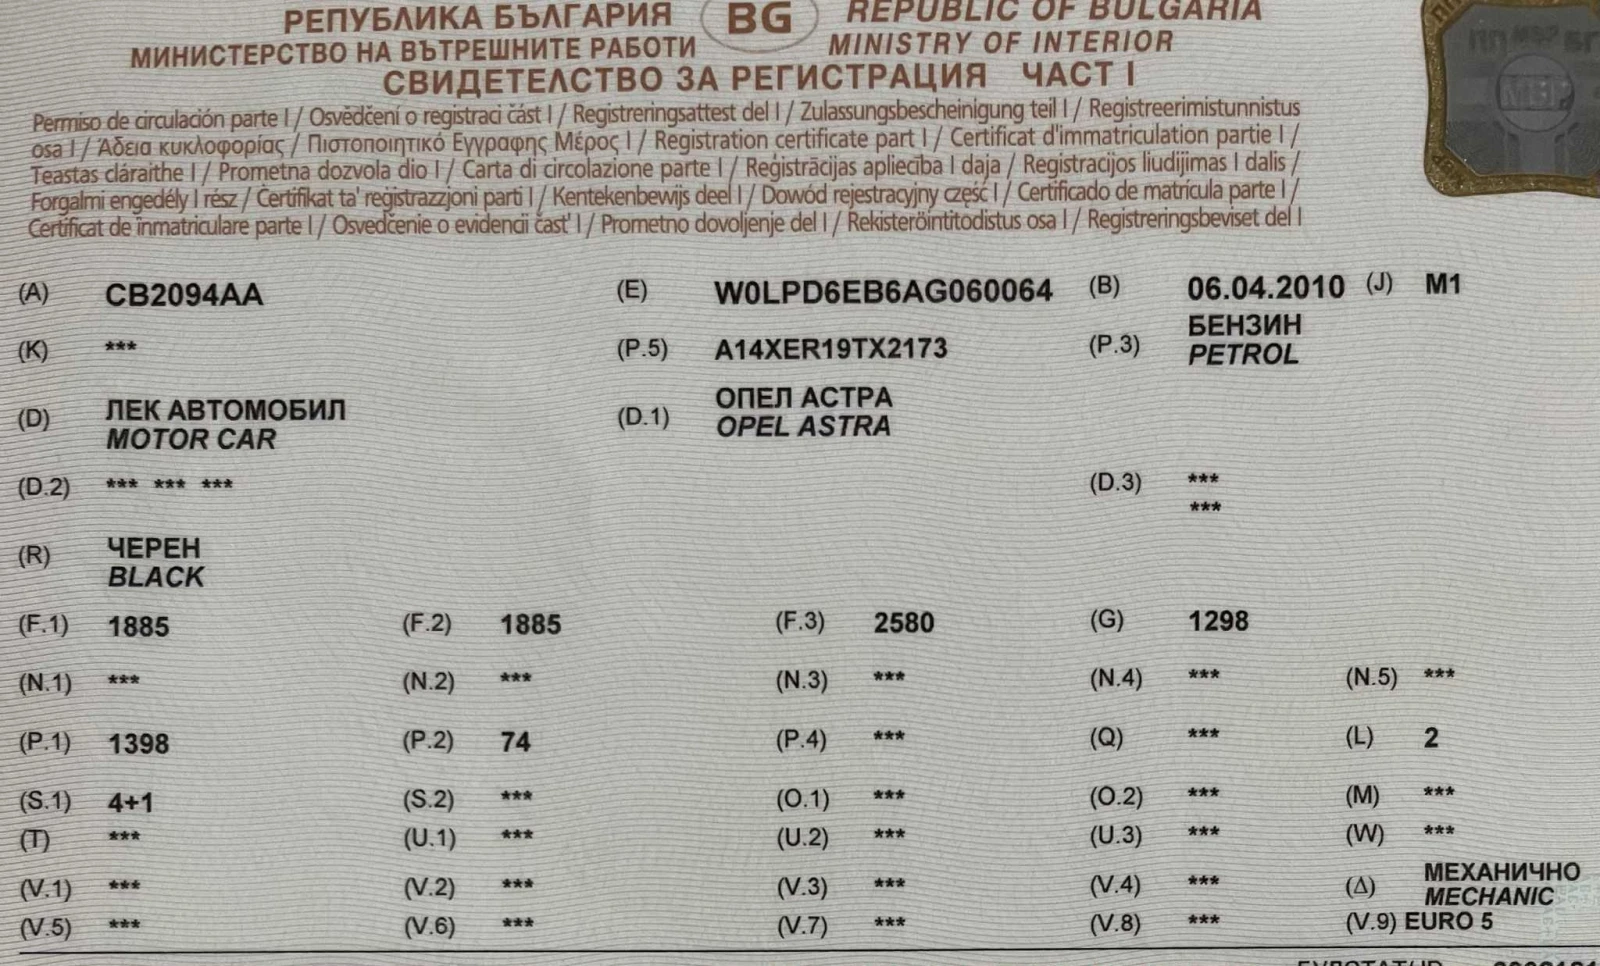 РЕПУБЛИКА БЪЛГАРИЯ BG REPUBLIC OF BULGARIA
МИНИСТЕРСТВО НА ВЪТРЕШНИТЕ РАБОТИ MINISTRY OF INTERIOR
СВИДЕТЕЛСТВО ЗА РЕГИСТРАЦИЯ ЧАСТ I
Permiso de circulación parte I / Osvědčení o registraci část I / Registreringsattest del I / Zulassungsbescheinigung teil I / Registreerimistunnistus
osa I / Άδεια κυκλοφορίας / Πιστοποιητικό Εγγραφης Μέρος I / Registration certificate part I / Certificat d'immatriculation partie I /
Teastas cláraithe I / Prometna dozvola dio I / Carta di circolazione parte I / Reģistrācijas apliecība I daja / Registracijos liudijimas I dalis /
Forgalmi engedély I rész / Ċertifikat ta' reġistrazzjoni parti I / Kentekenbewijs deel I / Dowód rejestracyjny część I / Certificado de matrícula parte I /
Certificat de înmatriculare parte I / Osvedčenie o evidencii časť I / Prometno dovoljenje del I / Rekisteröintitodistus osa I / Registreringsbeviset del I
МВР
(A) CB2094AA (E) W0LPD6EB6AG060064 (B) 06.04.2010 (J) M1
(K) *** (P.5) A14XER19TX2173 (P.3) БЕНЗИН
PETROL
(D) ЛЕК АВТОМОБИЛ (D.1) ОПЕЛ АСТРА
MOTOR CAR OPEL ASTRA
(D.2) *** *** *** (D.3) ***
***
(R) ЧЕРЕН
BLACK
(F.1) 1885 (F.2) 1885 (F.3) 2580 (G) 1298
(N.1) *** (N.2) *** (N.3) *** (N.4) *** (N.5) ***
(P.1) 1398 (P.2) 74 (P.4) *** (Q) *** (L) 2
(S.1) 4+1 (S.2) *** (O.1) *** (O.2) *** (M) ***
(T) *** (U.1) *** (U.2) *** (U.3) *** (W) ***
(V.1) *** (V.2) *** (V.3) *** (V.4) *** (Δ) МЕХАНИЧНО
MECHANIC
(V.5) *** (V.6) *** (V.7) *** (V.8) *** (V.9) EURO 5